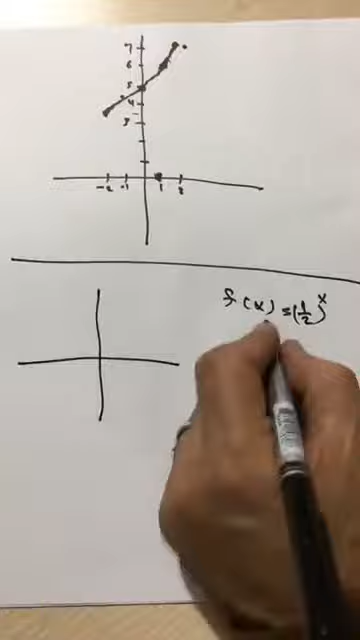 7
6
5
4
3
-2 -1 1 2
f(x) = (1/2)^x